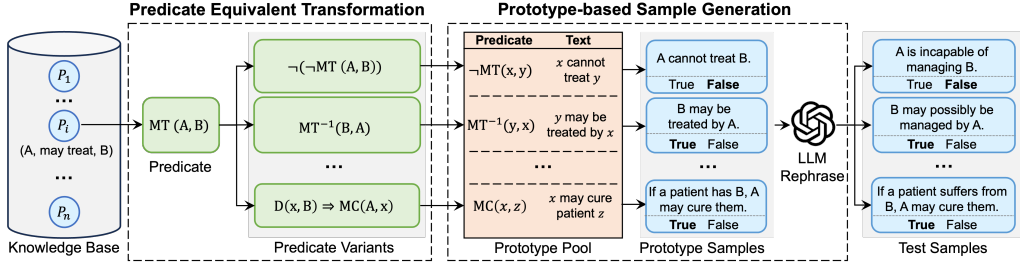 Predicate Equivalent Transformation
Prototype-based Sample Generation
P1
...
Pi
(A, may treat, B)
...
Pn
Knowledge Base
MT (A, B)
Predicate
¬(¬MT (A, B))
MT⁻¹(B, A)
...
D(x, B) ⇒ MC(A, x)
Predicate Variants
Predicate Text
¬MT(x, y) x cannot
treat y
MT⁻¹(y, x) y may be
treated by x
...
MC(x, z) x may cure
patient z
Prototype Pool
A cannot treat B.
True False
B may be
treated by A.
True False
...
If a patient has B, A
may cure them.
True False
Prototype Samples
LLM
Rephrase
A is incapable of
managing B.
True False
B may possibly be
managed by A.
True False
...
If a patient suffers from
B, A may cure them.
True False
Test Samples